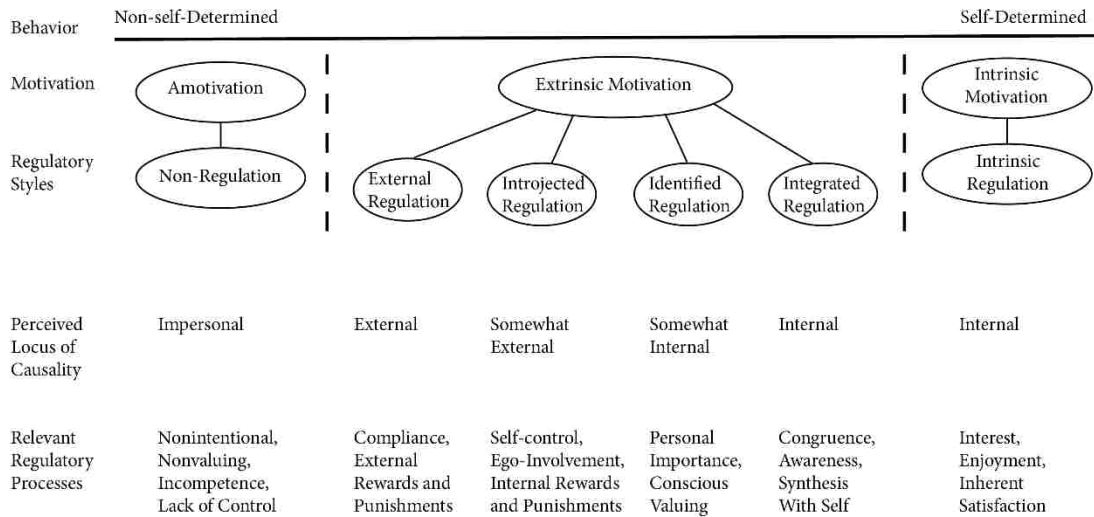 Behavior
Non-self-Determined
Self-Determined
Motivation
Amotivation
Extrinsic Motivation
Intrinsic
Motivation
Regulatory
Styles
Non-Regulation
External
Regulation
Introjected
Regulation
Identified
Regulation
Integrated
Regulation
Intrinsic
Regulation
Perceived
Locus of
Causality
Impersonal
External
Somewhat
External
Somewhat
Internal
Internal
Internal
Relevant
Regulatory
Processes
Nonintentional,
Nonvaluing,
Incompetence,
Lack of Control
Compliance,
External
Rewards and
Punishments
Self-control,
Ego-Involvement,
Internal Rewards
and Punishments
Personal
Importance,
Conscious
Valuing
Congruence,
Awareness,
Synthesis
With Self
Interest,
Enjoyment,
Inherent
Satisfaction